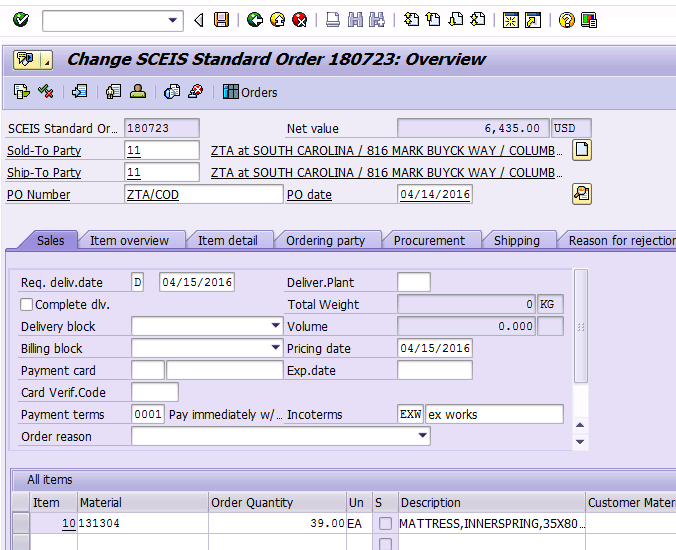 Change SCEIS Standard Order 180723: Overview
Orders
SCEIS Standard Or... 180723 Net value 6,435.00 USD
Sold-To Party 11 ZTA at SOUTH CAROLINA / 816 MARK BUYCK WAY / COLUMB...
Ship-To Party 11 ZTA at SOUTH CAROLINA / 816 MARK BUYCK WAY / COLUMB...
PO Number ZTA/COD PO date 04/14/2016
Sales Item overview Item detail Ordering party Procurement Shipping Reason for rejection
Req. deliv.date D 04/15/2016 Deliver.Plant
Complete dlv. Total Weight 0 KG
Delivery block Volume 0.000
Billing block Pricing date 04/15/2016
Payment card Exp.date
Card Verif.Code
Payment terms 0001 Pay immediately w/... Incoterms EXW ex works
Order reason
All items
Item Material Order Quantity Un S Description Customer Mater
10 131304 39.00 EA MATTRESS,INNERSPRING,35X80...